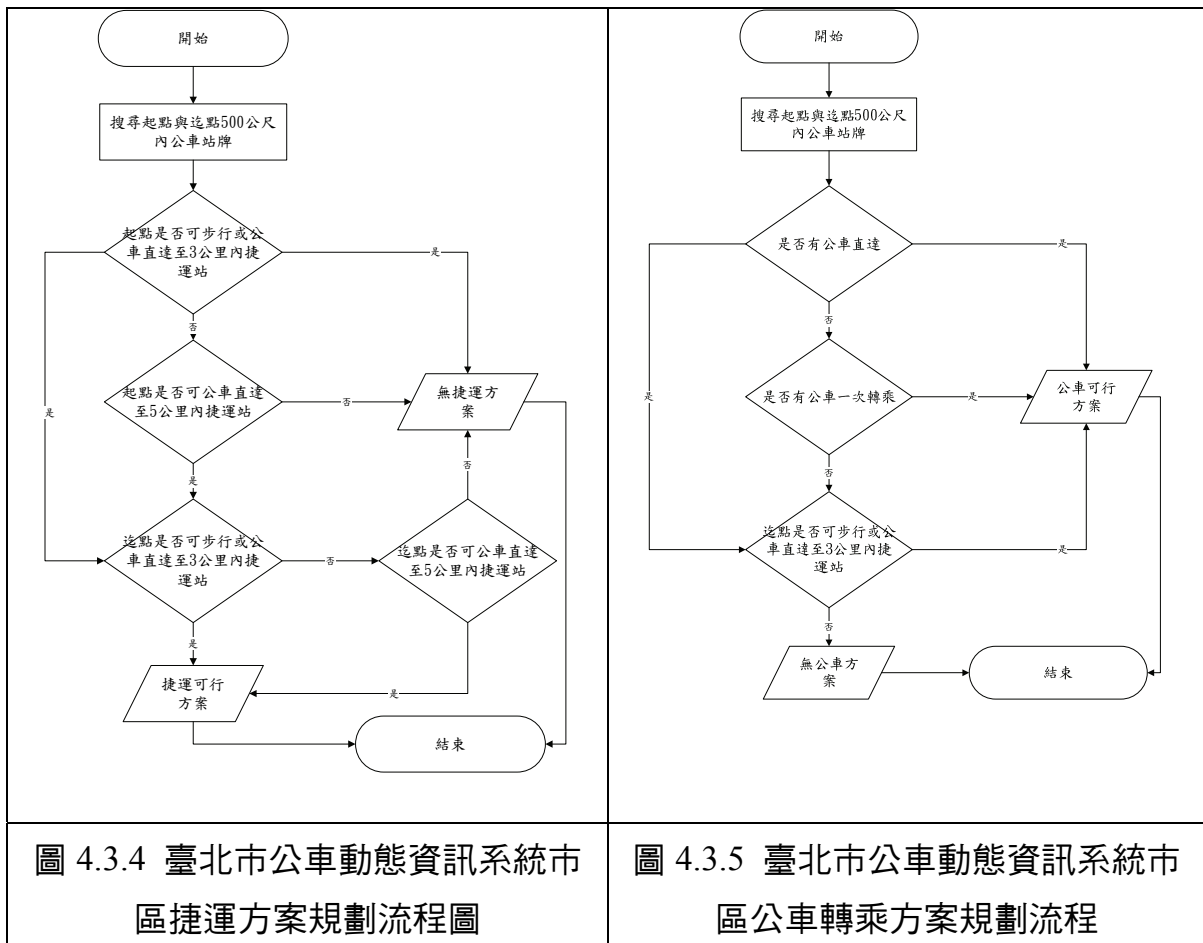 開始
搜尋起點與迄點500公尺
內公車站牌
起點是否可步行或公
車直達至3公里內捷
運站
是
否
起點是否可公車直達
至5公里內捷運站
否
無捷運方
案
是
是
否
迄點是否可步行或公
車直達至3公里內捷
運站
否
迄點是否可公車直達
至5公里內捷運站
是
捷運可行
方案
是
結束
圖 4.3.4 臺北市公車動態資訊系統市
區捷運方案規劃流程圖
開始
搜尋起點與迄點500公尺
內公車站牌
是否有公車直達
是
否
是
是否有公車一次轉乘
是
公車可行
方案
否
迄點是否可步行或公
車直達至3公里內捷
運站
是
否
無公車方
案
結束
圖 4.3.5 臺北市公車動態資訊系統市
區公車轉乘方案規劃流程